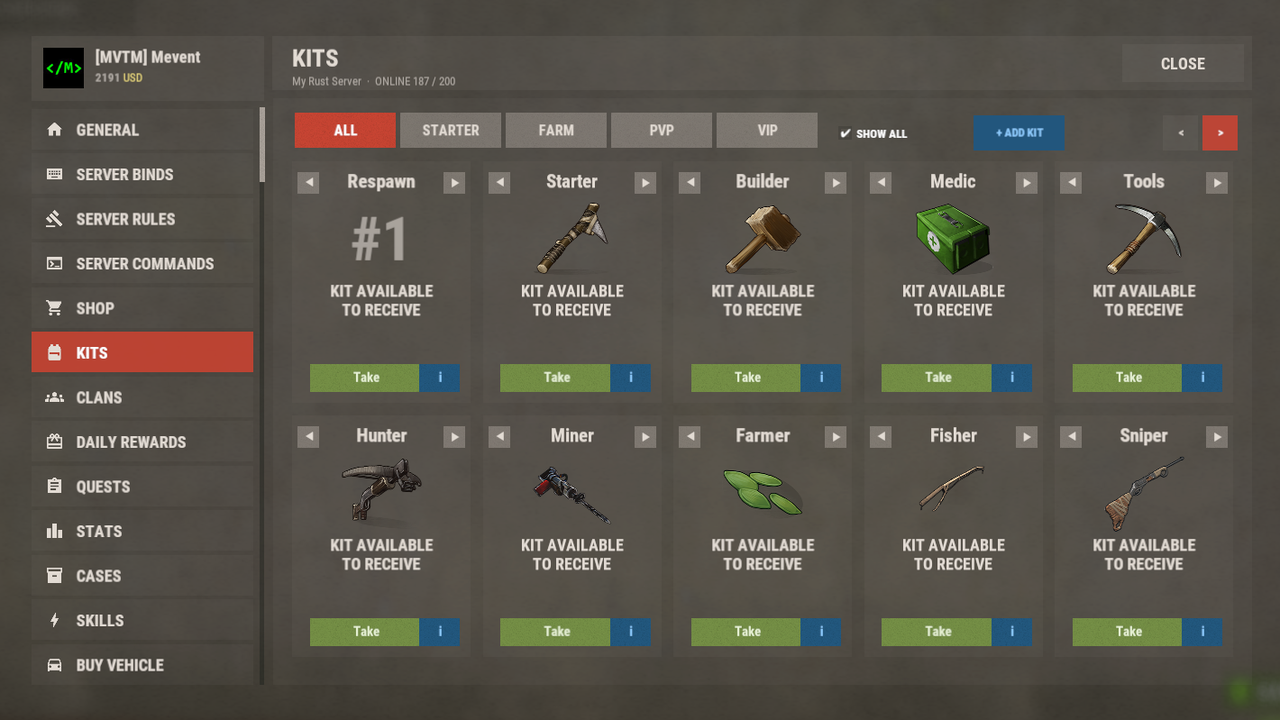 </M>
[MVTM] Mevent
2191 USD
GENERAL
SERVER BINDS
SERVER RULES
SERVER COMMANDS
SHOP
KITS
CLANS
DAILY REWARDS
QUESTS
STATS
CASES
SKILLS
BUY VEHICLE
KITS
My Rust Server · ONLINE 187 / 200
CLOSE
ALL STARTER FARM PVP VIP ✔ SHOW ALL + ADD KIT < >
◄ Respawn ► ◄ Starter ► ◄ Builder ► ◄ Medic ► ◄ Tools ►
#1
KIT AVAILABLE KIT AVAILABLE KIT AVAILABLE KIT AVAILABLE KIT AVAILABLE
TO RECEIVE TO RECEIVE TO RECEIVE TO RECEIVE TO RECEIVE
Take i Take i Take i Take i Take i
◄ Hunter ► ◄ Miner ► ◄ Farmer ► ◄ Fisher ► ◄ Sniper ►
KIT AVAILABLE KIT AVAILABLE KIT AVAILABLE KIT AVAILABLE KIT AVAILABLE
TO RECEIVE TO RECEIVE TO RECEIVE TO RECEIVE TO RECEIVE
Take i Take i Take i Take i Take i